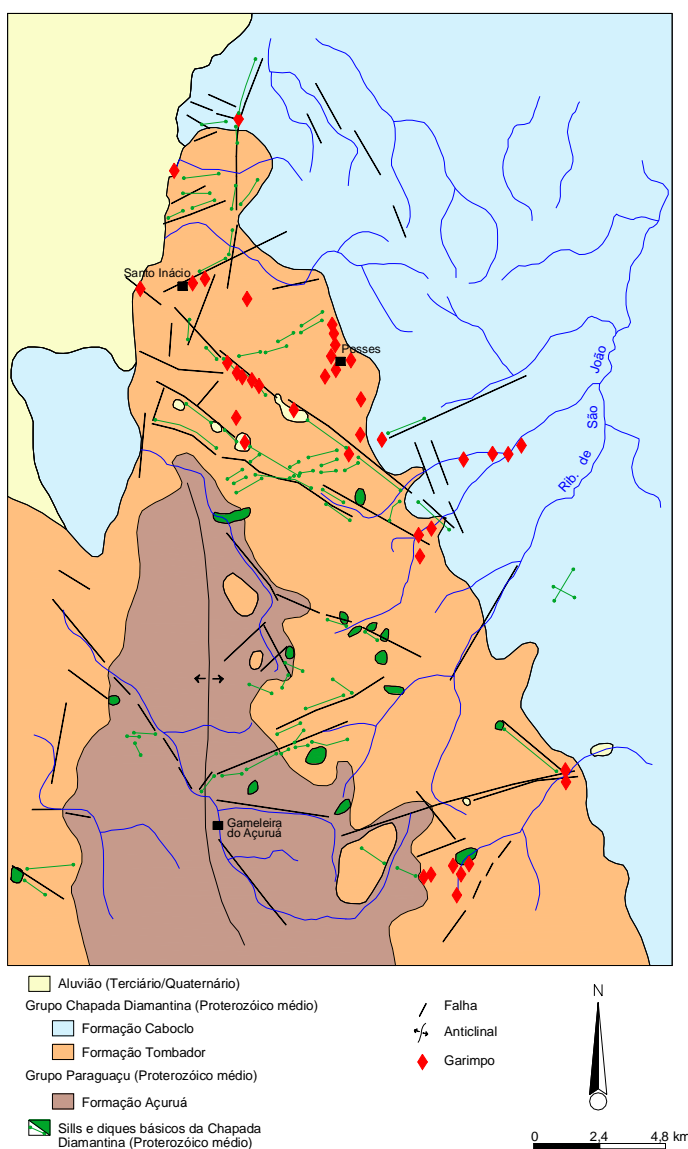 Santo Inácio
Posses
João
São
de
Rib.
Gameleira
do Açuruá
Aluvião (Terciário/Quaternário)
Grupo Chapada Diamantina (Proterozóico médio)
Formação Caboclo
Formação Tombador
Grupo Paraguaçu (Proterozóico médio)
Formação Açuruá
Sills e diques básicos da Chapada
Diamantina (Proterozóico médio)
Falha
Anticlinal
Garimpo
N
0 2,4 4,8 km